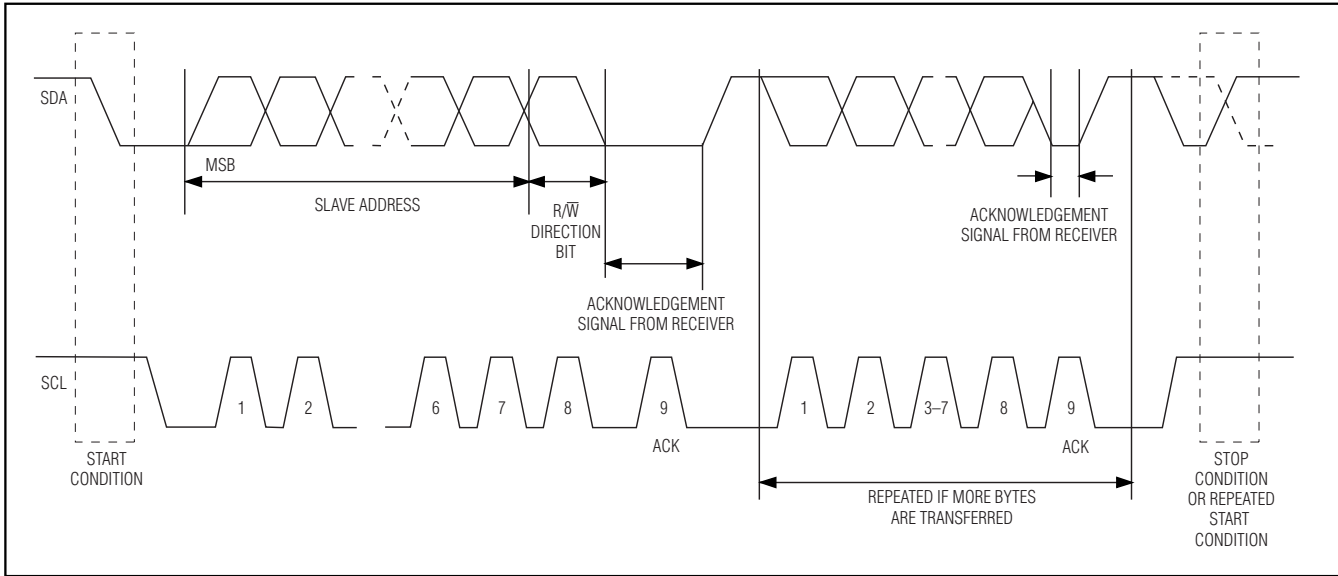 SDA
MSB
SLAVE ADDRESS
R/W̅
DIRECTION
BIT
ACKNOWLEDGEMENT
SIGNAL FROM RECEIVER
ACKNOWLEDGEMENT
SIGNAL FROM RECEIVER
SCL
1 2 6 7 8 9 1 2 3–7 8 9
ACK ACK
START
CONDITION
REPEATED IF MORE BYTES
ARE TRANSFERRED
STOP
CONDITION
OR REPEATED
START
CONDITION